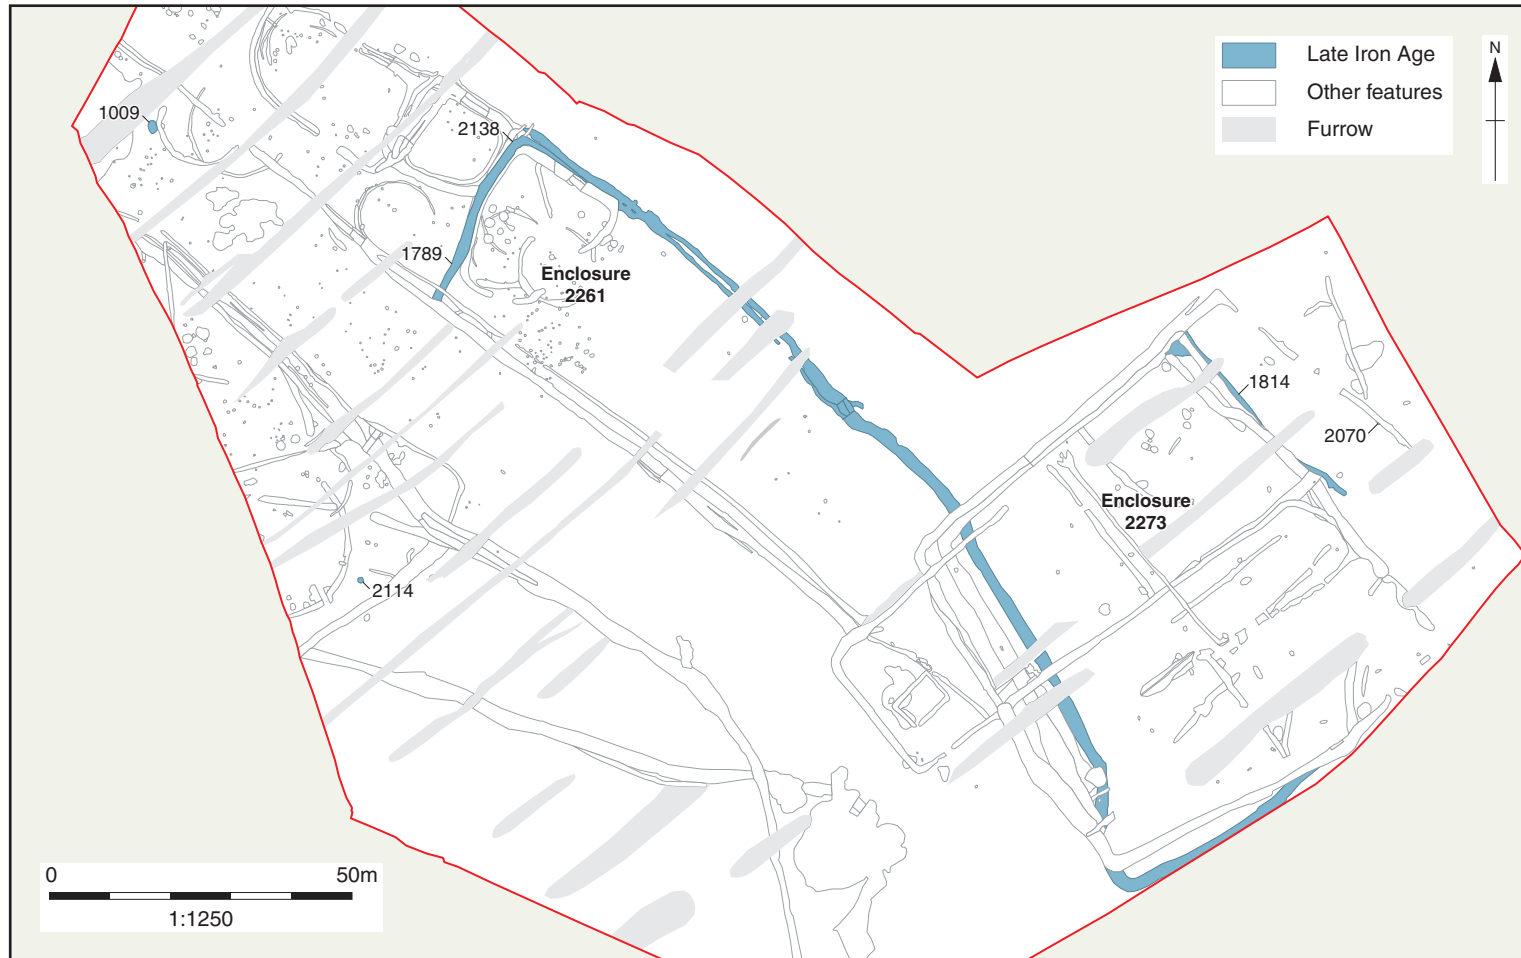 Late Iron Age
Other features
Furrow
N
1009
2138
1789
Enclosure
2261
1814
2070
Enclosure
2273
2114
0 50m
1:1250